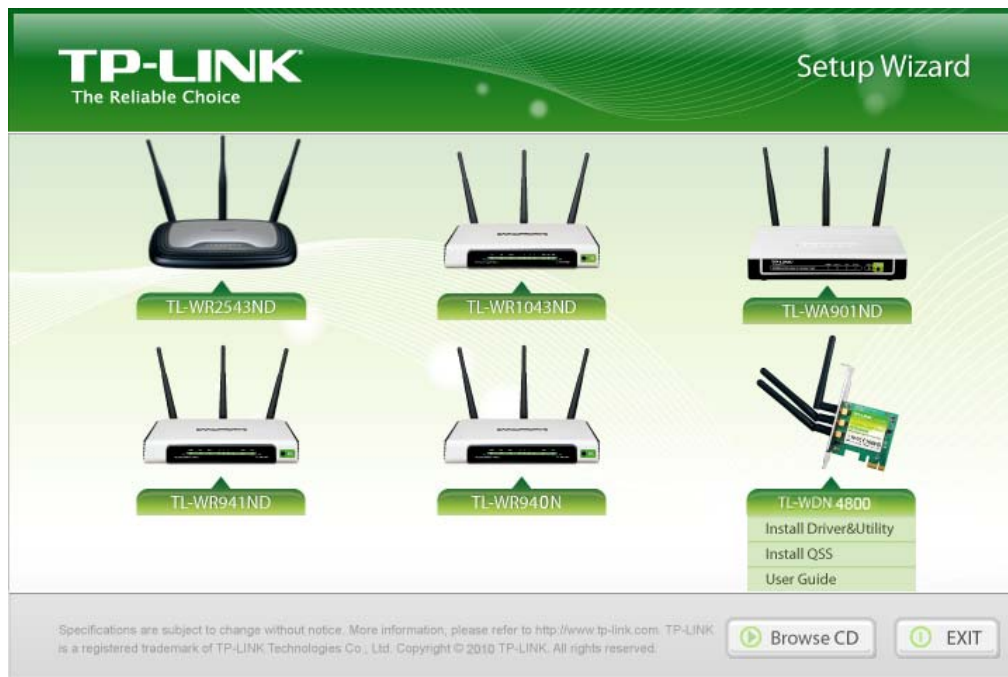 TP-LINK
The Reliable Choice
Setup Wizard
TL-WR2543ND
TL-WR1043ND
TL-WA901ND
TL-WR941ND
TL-WR940N
TL-WDN4800
Install Driver&Utility
Install QSS
User Guide
Specifications are subject to change without notice. More information, please refer to http://www.tp-link.com. TP-LINK
is a registered trademark of TP-LINK Technologies Co., Ltd. Copyright © 2010 TP-LINK. All rights reserved.
Browse CD
EXIT